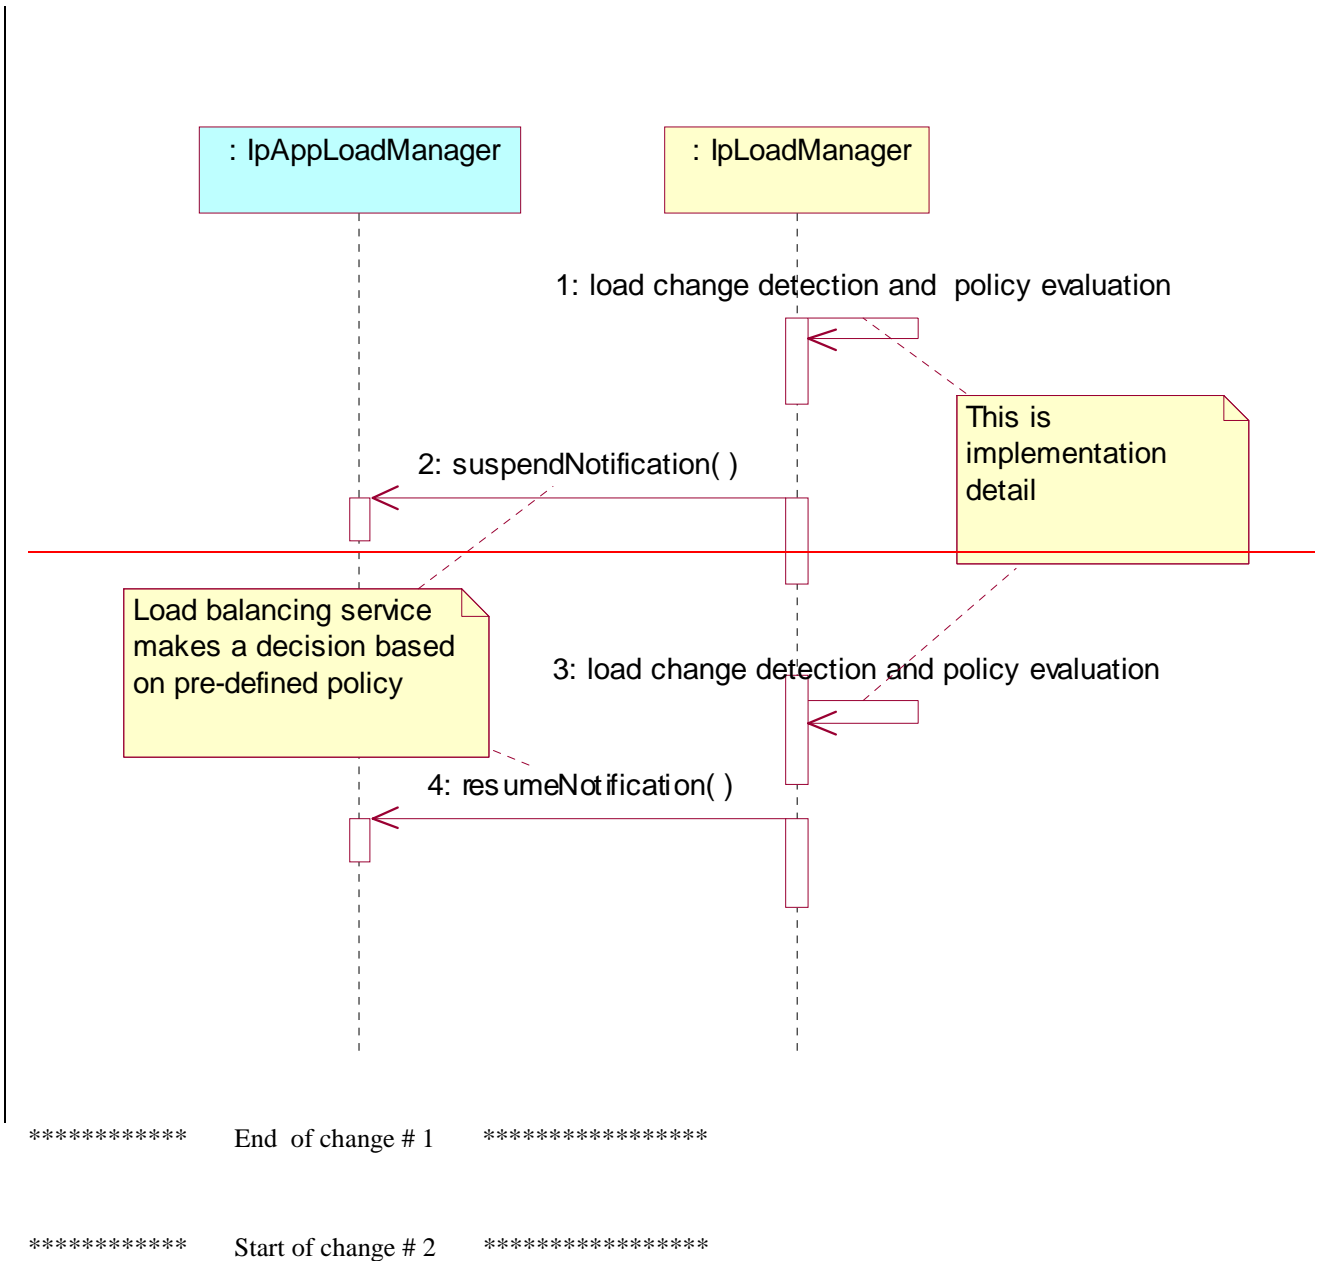 : IpAppLoadManager
: IpLoadManager
1: load change detection and  policy evaluation
This is
implementation
detail
2: suspendNotification( )
Load balancing service
makes a decision based
on pre-defined policy
3: load change detection and policy evaluation
4: resumeNotification( )
************ End  of change # 1 *****************
************ Start of change # 2 *****************